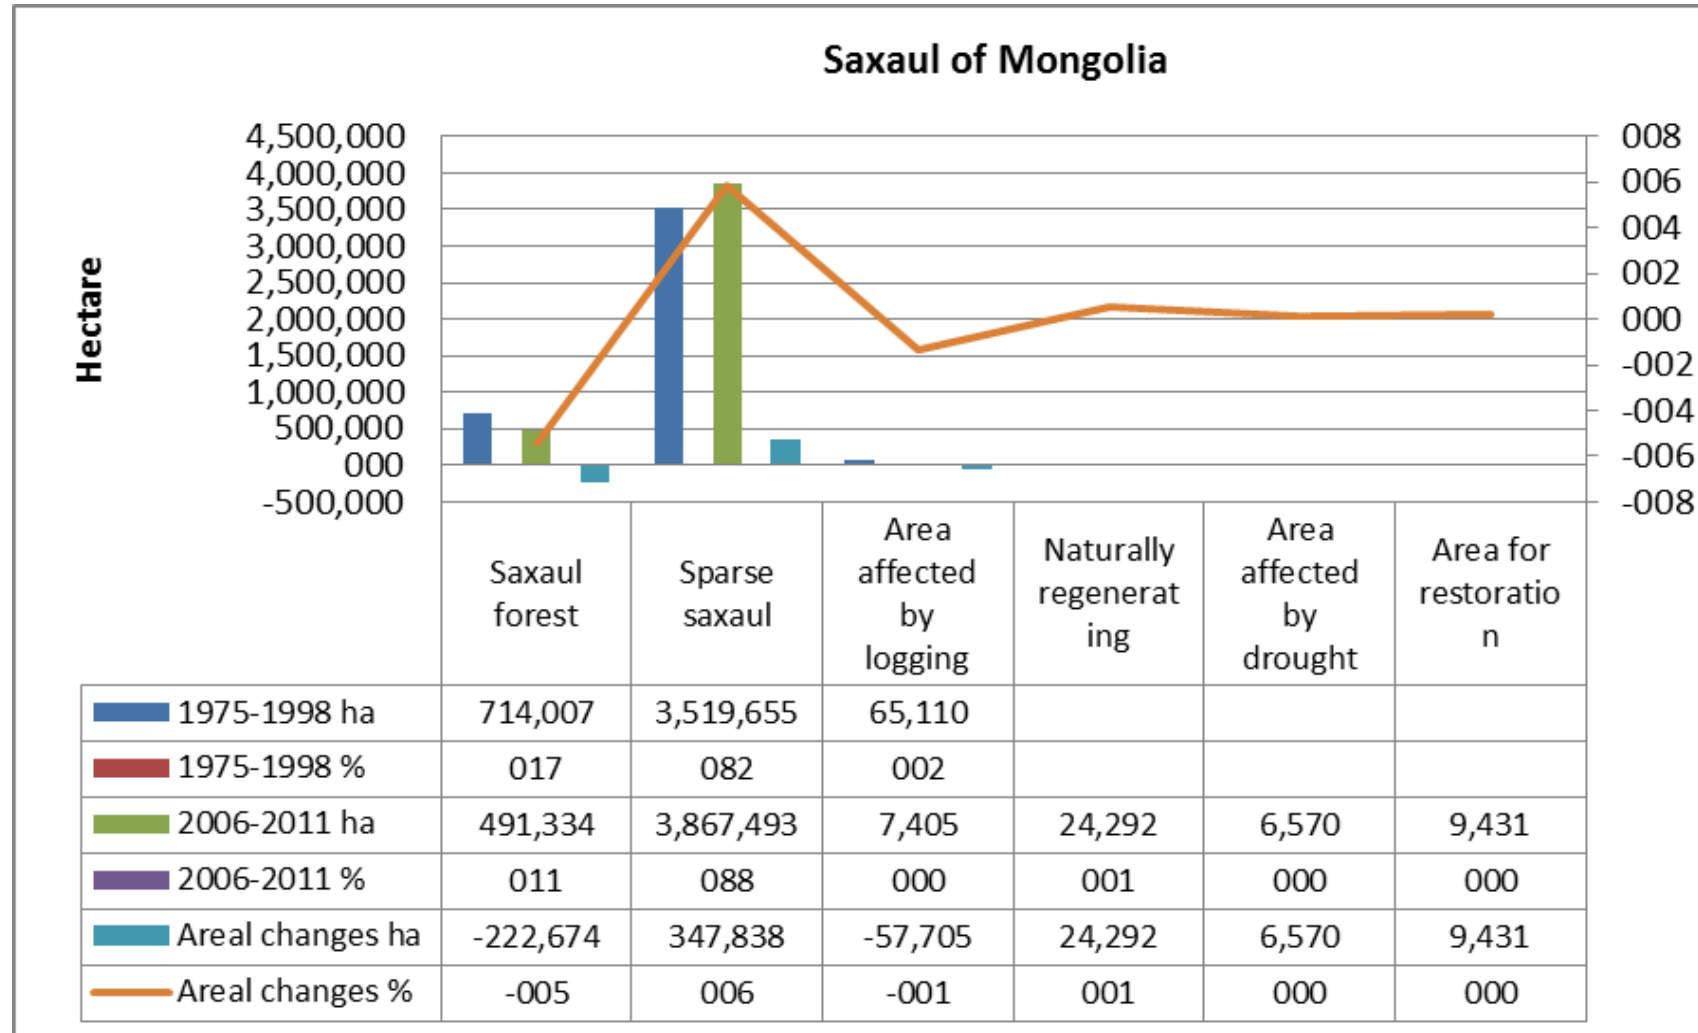 Saxaul of Mongolia
Hectare
4,500,000
4,000,000
3,500,000
3,000,000
2,500,000
2,000,000
1,500,000
1,000,000
500,000
000
-500,000
008
006
004
002
000
-002
-004
-006
-008
Saxaul
forest
Sparse
saxaul
Area
affected
by
logging
Naturally
regenerat
ing
Area
affected
by
drought
Area for
restoratio
n
1975-1998 ha 714,007 3,519,655 65,110
1975-1998 % 017 082 002
2006-2011 ha 491,334 3,867,493 7,405 24,292 6,570 9,431
2006-2011 % 011 088 000 001 000 000
Areal changes ha -222,674 347,838 -57,705 24,292 6,570 9,431
Areal changes % -005 006 -001 001 000 000